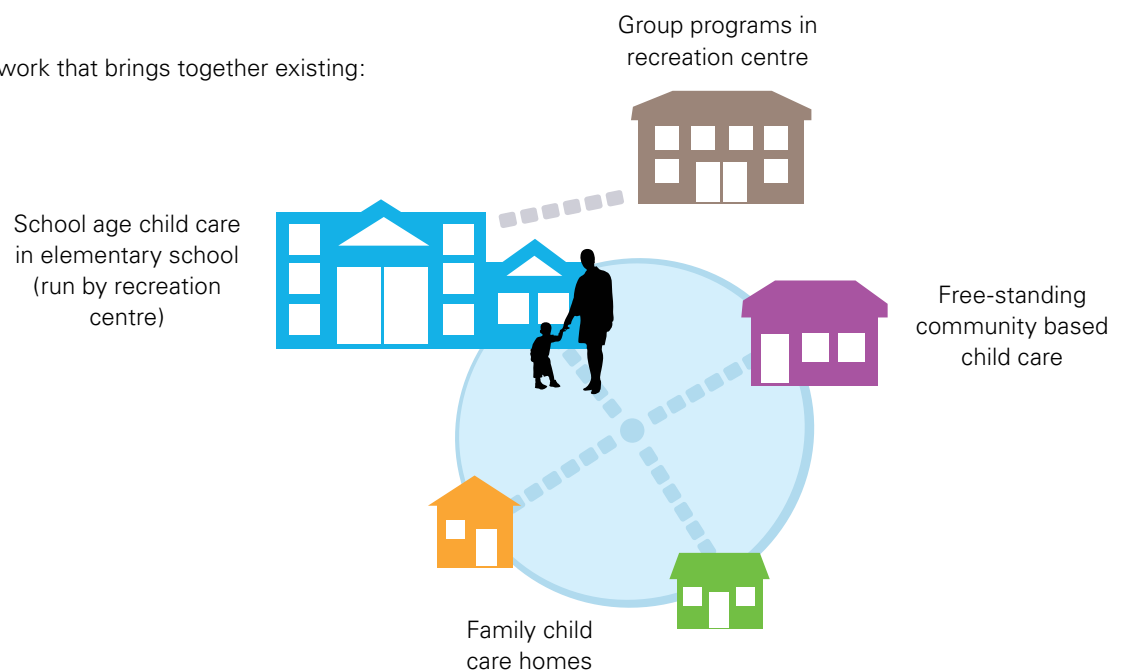 Group programs in
recreation centre
work that brings together existing:
School age child care
in elementary school
(run by recreation
centre)
Free-standing
community based
child care
Family child
care homes